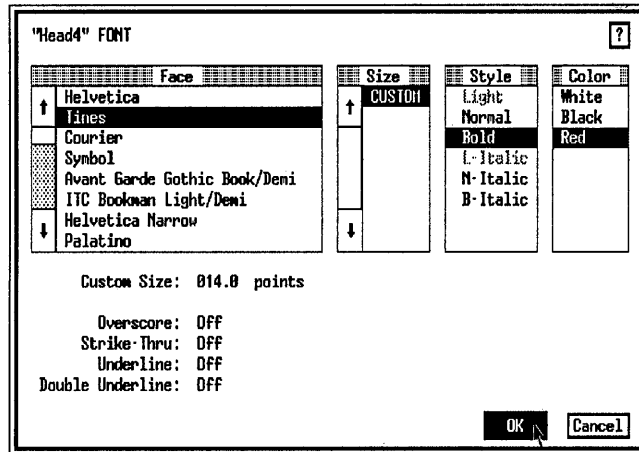 "Head4" FONT
?
Face
Helvetica
Times
Courier
Symbol
Avant Garde Gothic Book/Demi
ITC Bookman Light/Demi
Helvetica Narrow
Palatino
Size
CUSTOM
Style
Light
Normal
Bold
L-Italic
N-Italic
B-Italic
Color
White
Black
Red
Custom Size: 014.0 points
Overscore: Off
Strike-Thru: Off
Underline: Off
Double Underline: Off
OK
Cancel